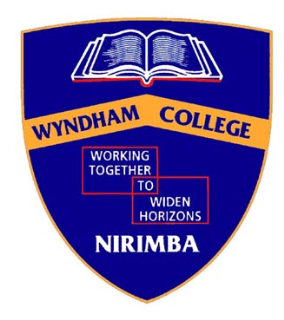 WYNDHAM COLLEGE
WORKING
TOGETHER
TO
WIDEN
HORIZONS
NIRIMBA